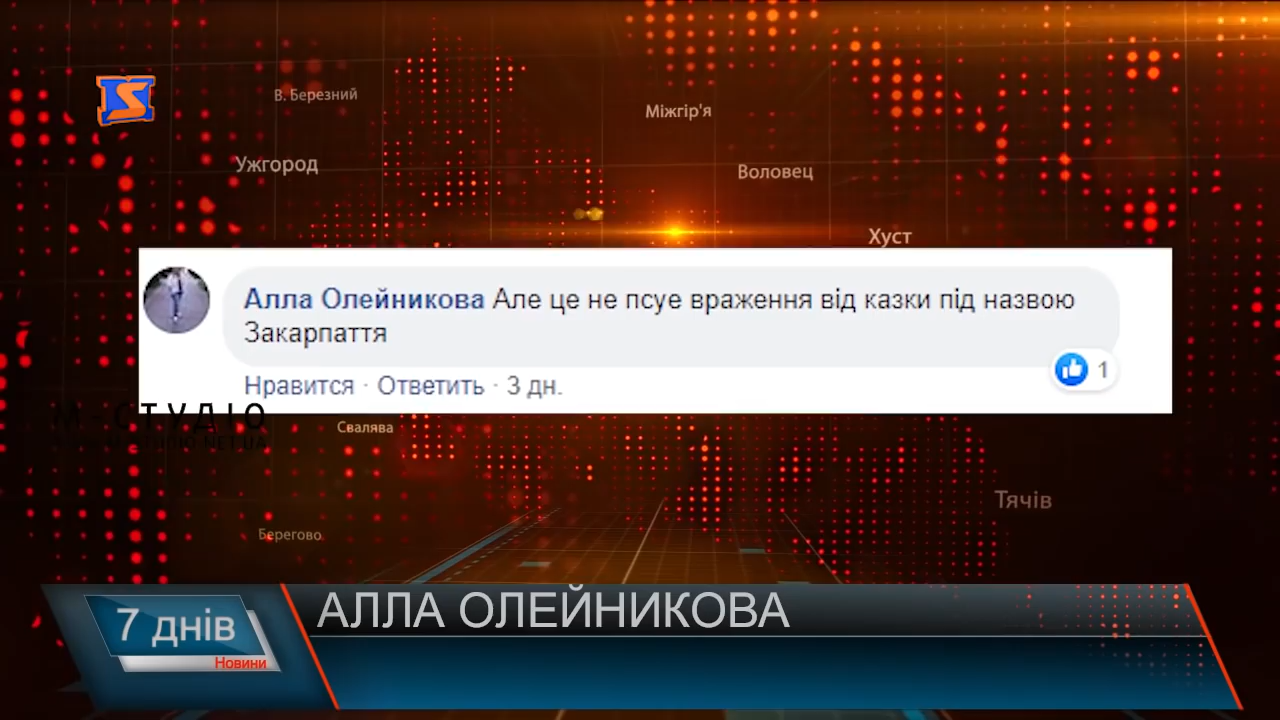 В. Березний
Міжгір'я
Ужгород
Воловец
Хуст
Алла Олейникова Але це не псує враження від казки під назвою
Закарпаття
1
Нравится · Ответить · 3 дн.
М-СТУДІО
Свалява
Тячів
Берегово
АЛЛА ОЛЕЙНИКОВА
7 днів
Новини